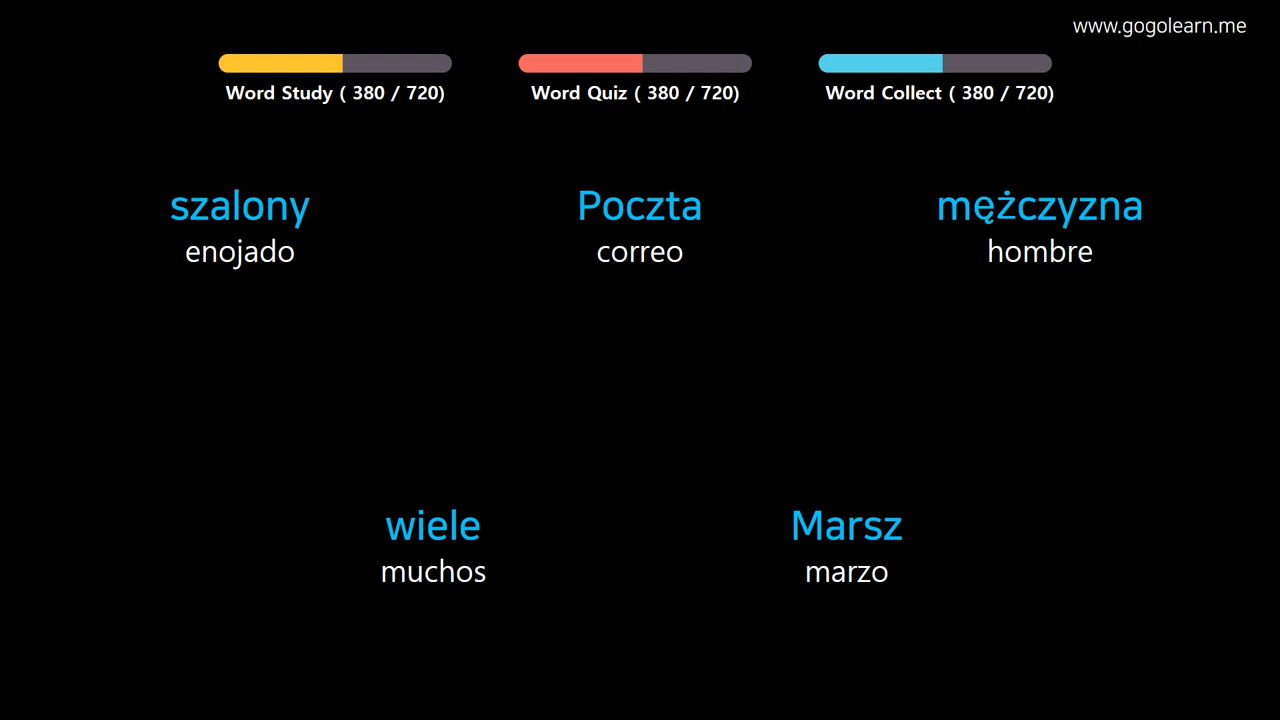 www.gogolearn.me
Word Study ( 380 / 720)
Word Quiz ( 380 / 720)
Word Collect ( 380 / 720)
szalony
enojado
Poczta
correo
mężczyzna
hombre
wiele
muchos
Marsz
marzo